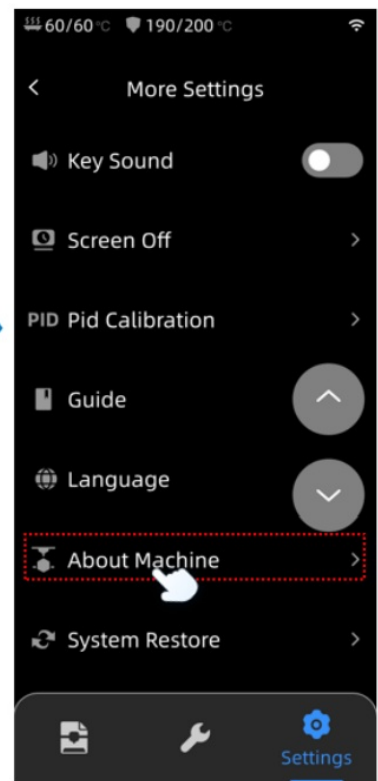 60/60 °C 190/200 °C
More Settings
Key Sound
Screen Off
PID Pid Calibration
Guide
Language
About Machine
System Restore
Settings